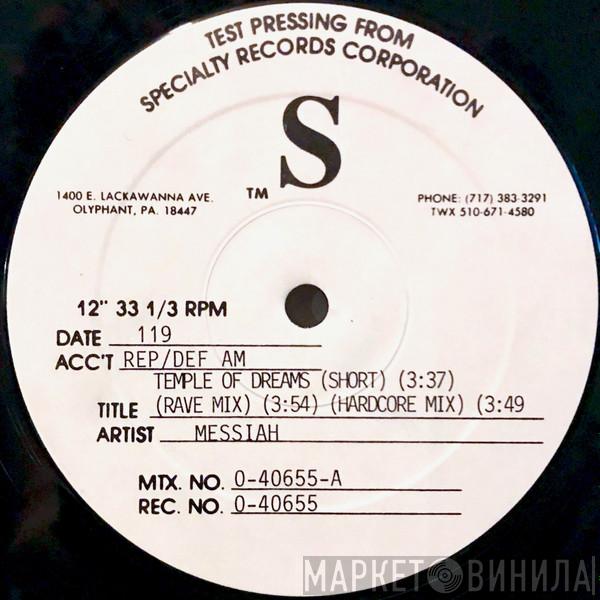 TEST PRESSING FROM
SPECIALTY RECORDS CORPORATION
S
TM
1400 E. LACKAWANNA AVE.
OLYPHANT, PA. 18447
PHONE: (717) 383-3291
TWX 510-671-4580
12" 33 1/3 RPM
DATE 119
ACC'T REP/DEF AM
TEMPLE OF DREAMS (SHORT) (3:37)
TITLE (RAVE MIX) (3:54) (HARDCORE MIX) (3:49
ARTIST MESSIAH
MTX. NO. 0-40655-A
REC. NO. 0-40655
МАРКЕТ ВИНИЛА